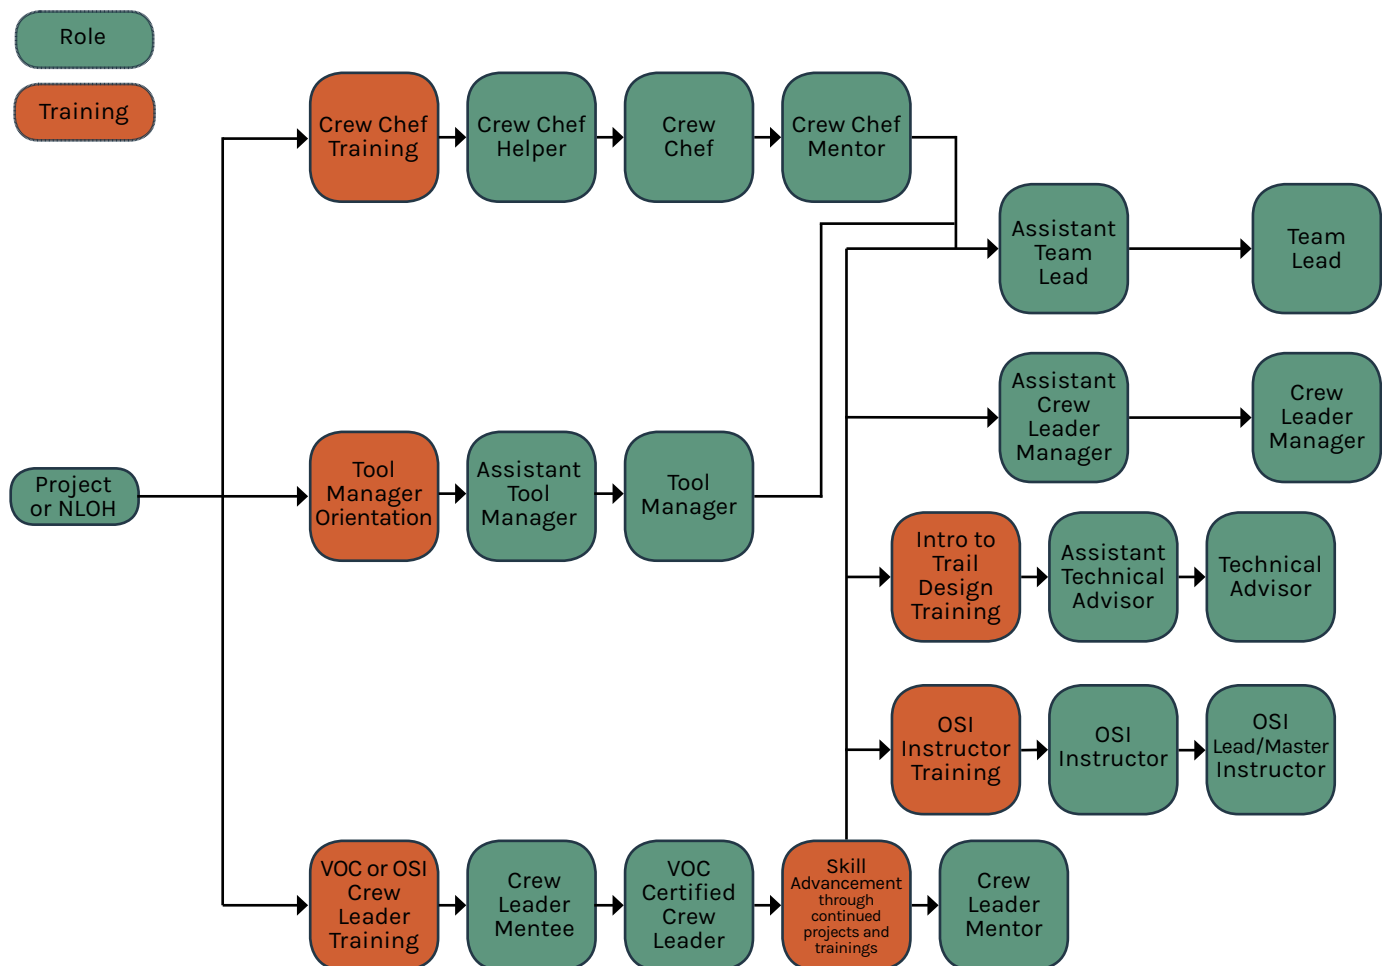 Role
Training
Crew Chef
Training
Crew Chef
Helper
Crew
Chef
Crew Chef
Mentor
Assistant
Team
Lead
Team
Lead
Assistant
Crew
Leader
Manager
Crew
Leader
Manager
Project
or NLOH
Tool
Manager
Orientation
Assistant
Tool
Manager
Tool
Manager
Intro to
Trail
Design
Training
Assistant
Technical
Advisor
Technical
Advisor
OSI
Instructor
Training
OSI
Instructor
OSI
Lead/Master
Instructor
VOC or OSI
Crew
Leader
Training
Crew
Leader
Mentee
VOC
Certified
Crew
Leader
Skill
Advancement
through
continued
projects and
trainings
Crew
Leader
Mentor